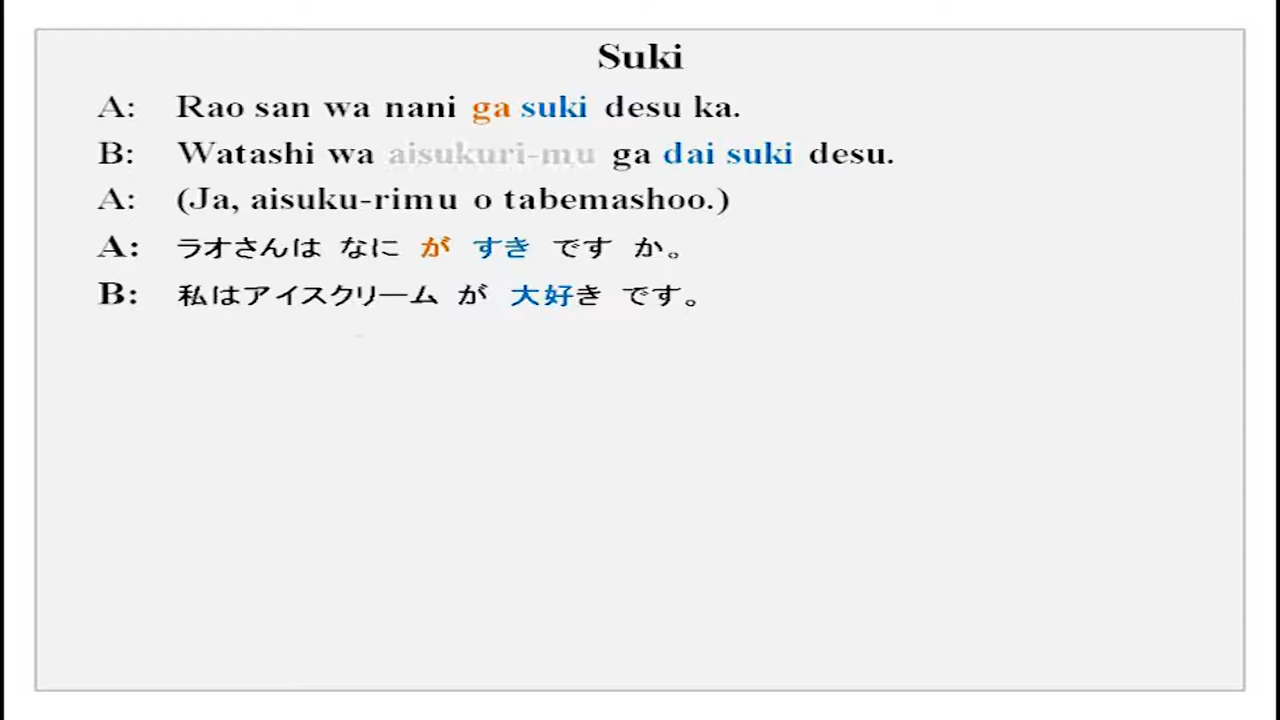 Suki
A: Rao san wa nani ga suki desu ka.
B: Watashi wa aisukuri-mu ga dai suki desu.
A: (Ja, aisuku-rimu o tabemashoo.)
A: ラオさんは なに が すき です か。
B: 私はアイスクリーム が 大好き です。